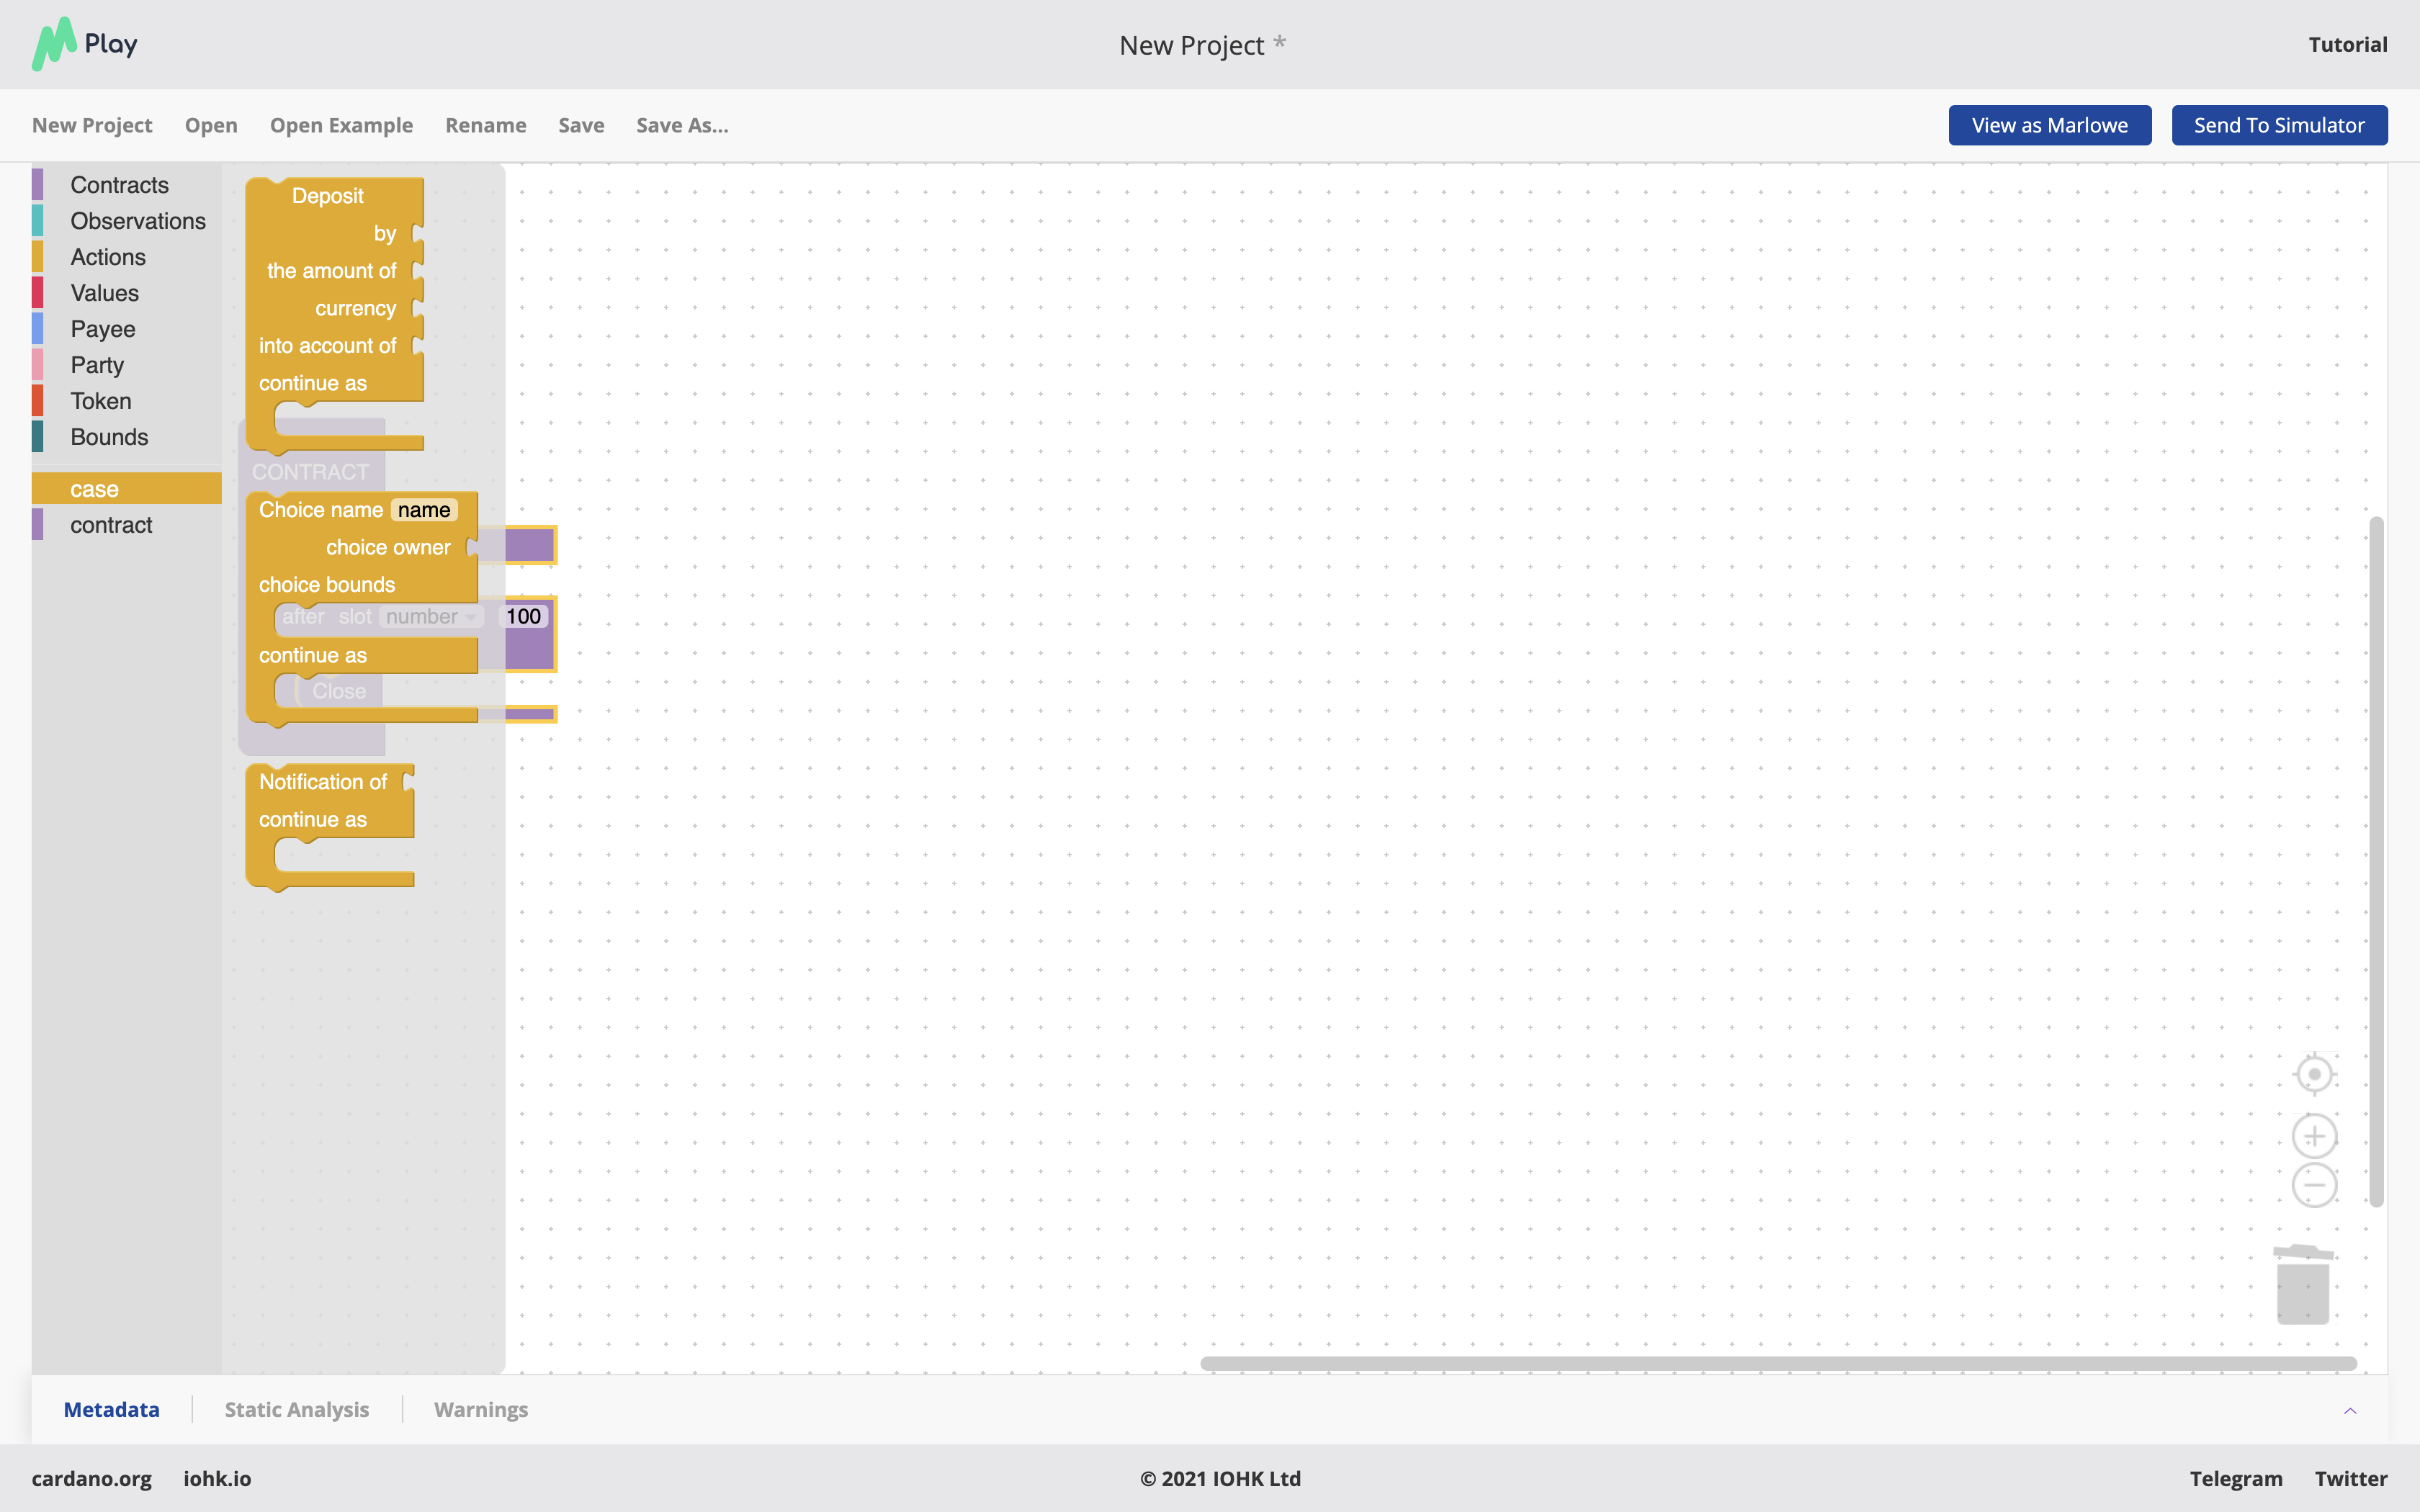 Play
New Project *
Tutorial
New Project Open Open Example Rename Save Save As...
View as Marlowe Send To Simulator
Contracts
Observations
Actions
Values
Payee
Party
Token
Bounds
case
contract
Deposit
by
the amount of
currency
into account of
continue as
CONTRACT
Choice name name
choice owner
choice bounds
after slot number 100
continue as
Close
Notification of
continue as
Metadata Static Analysis Warnings
cardano.org iohk.io
© 2021 IOHK Ltd
Telegram Twitter